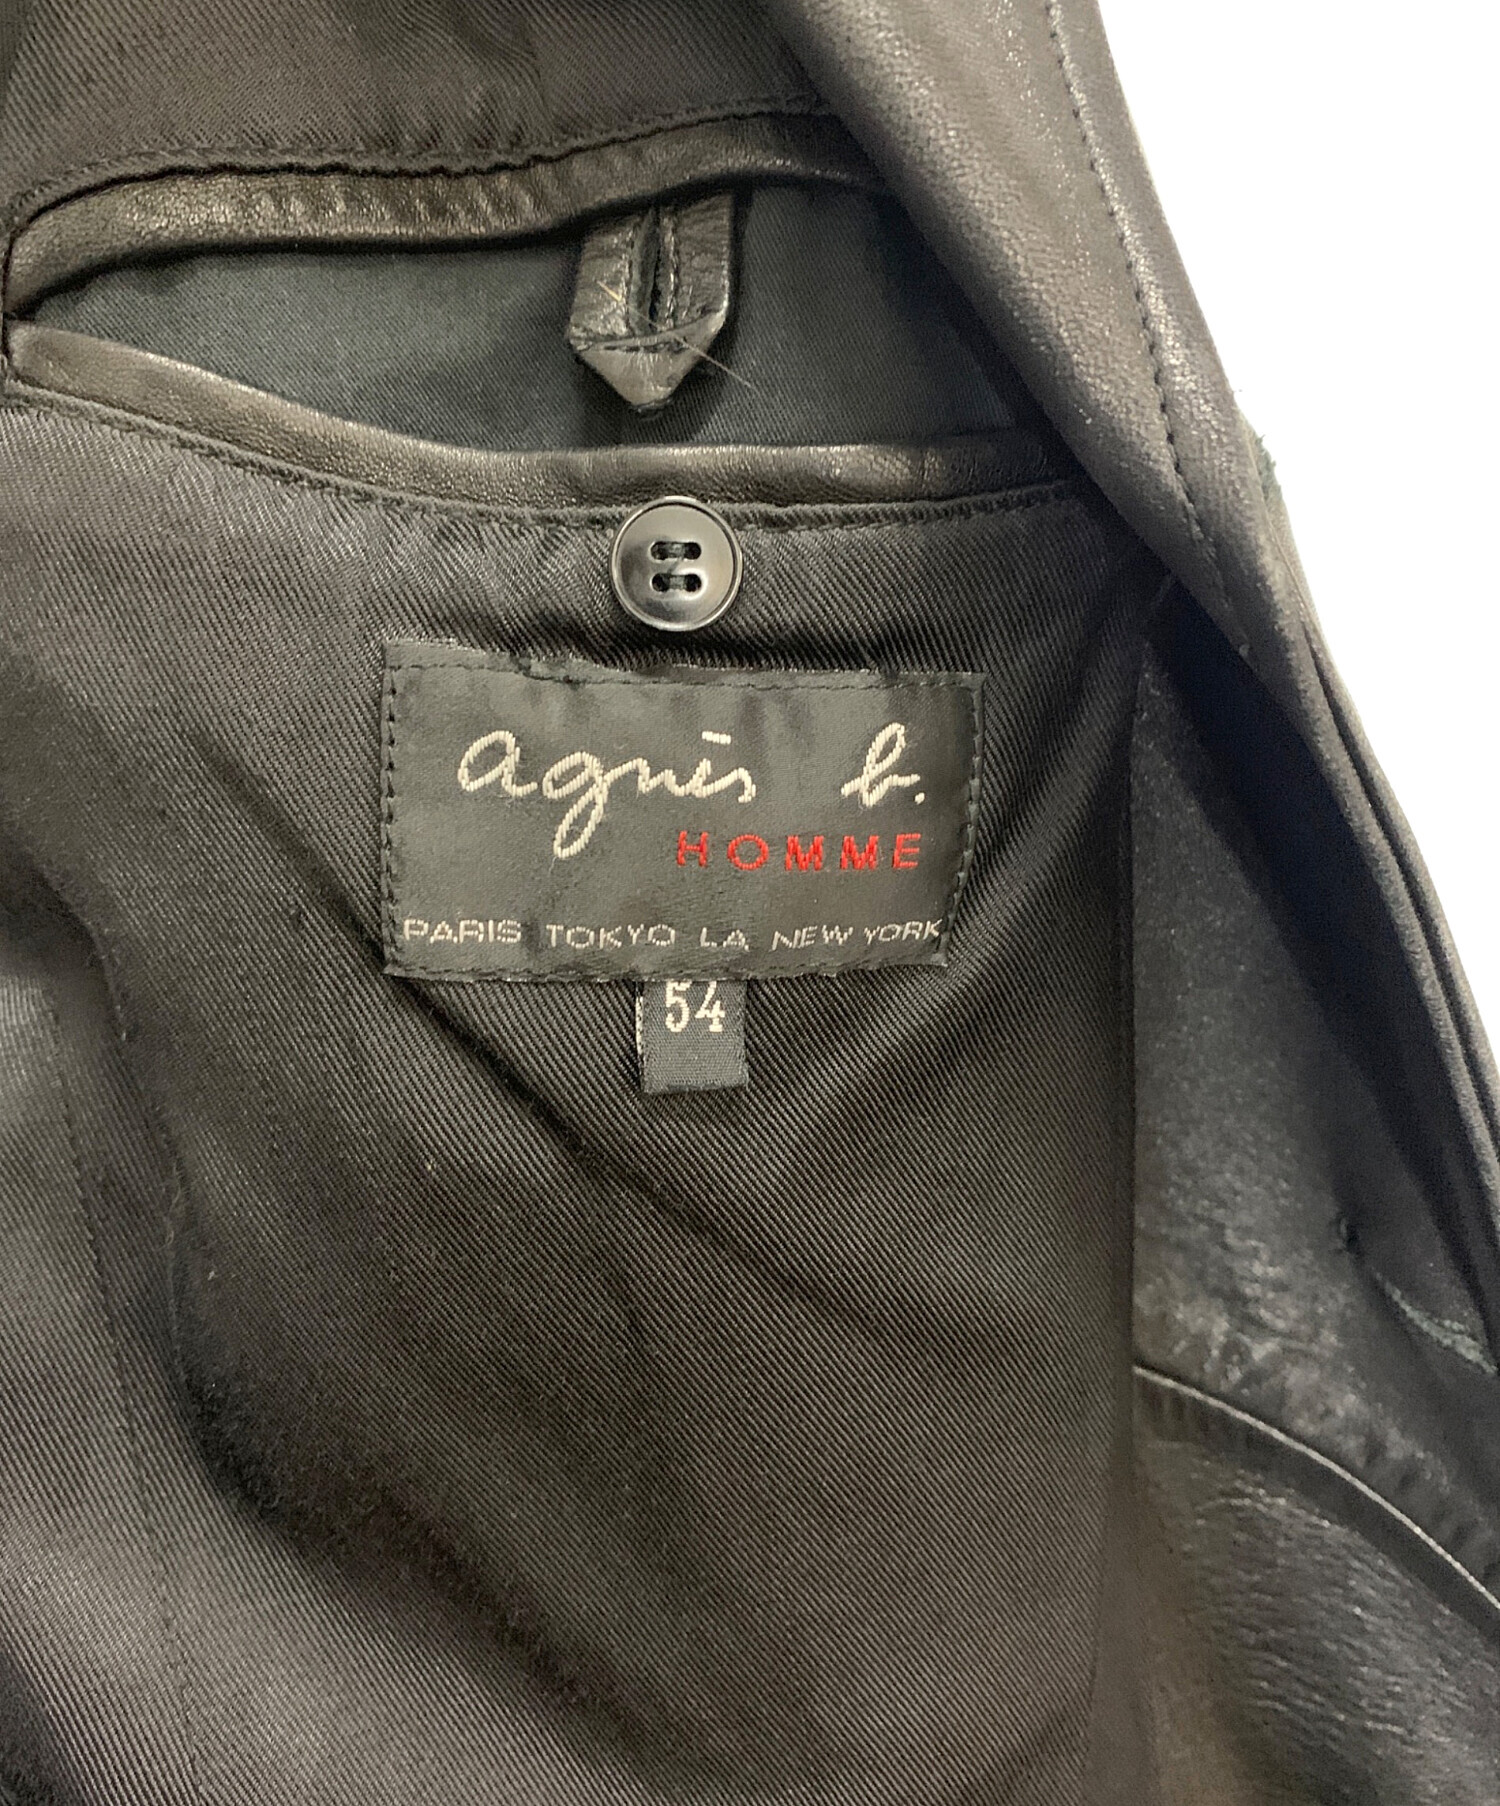 agnès b.
HOMME
PARIS TOKYO LA NEW YORK
54